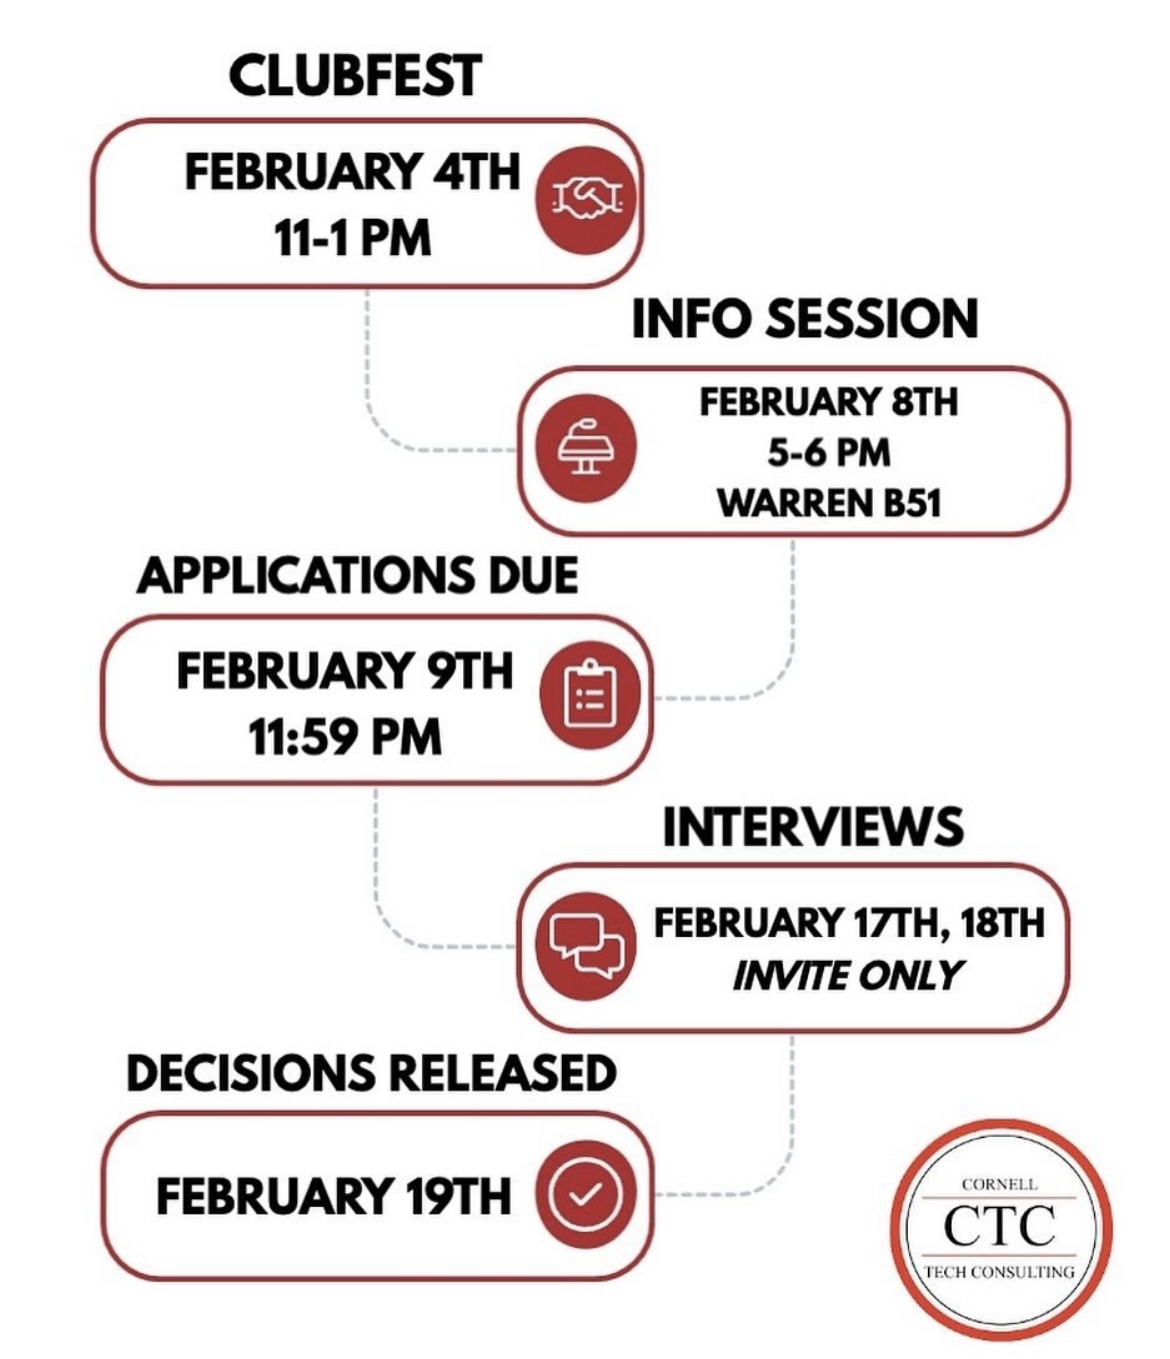 CLUBFEST
FEBRUARY 4TH
11-1 PM
INFO SESSION
FEBRUARY 8TH
5-6 PM
WARREN B51
APPLICATIONS DUE
FEBRUARY 9TH
11:59 PM
INTERVIEWS
FEBRUARY 17TH, 18TH
INVITE ONLY
DECISIONS RELEASED
FEBRUARY 19TH
CORNELL
CTC
TECH CONSULTING